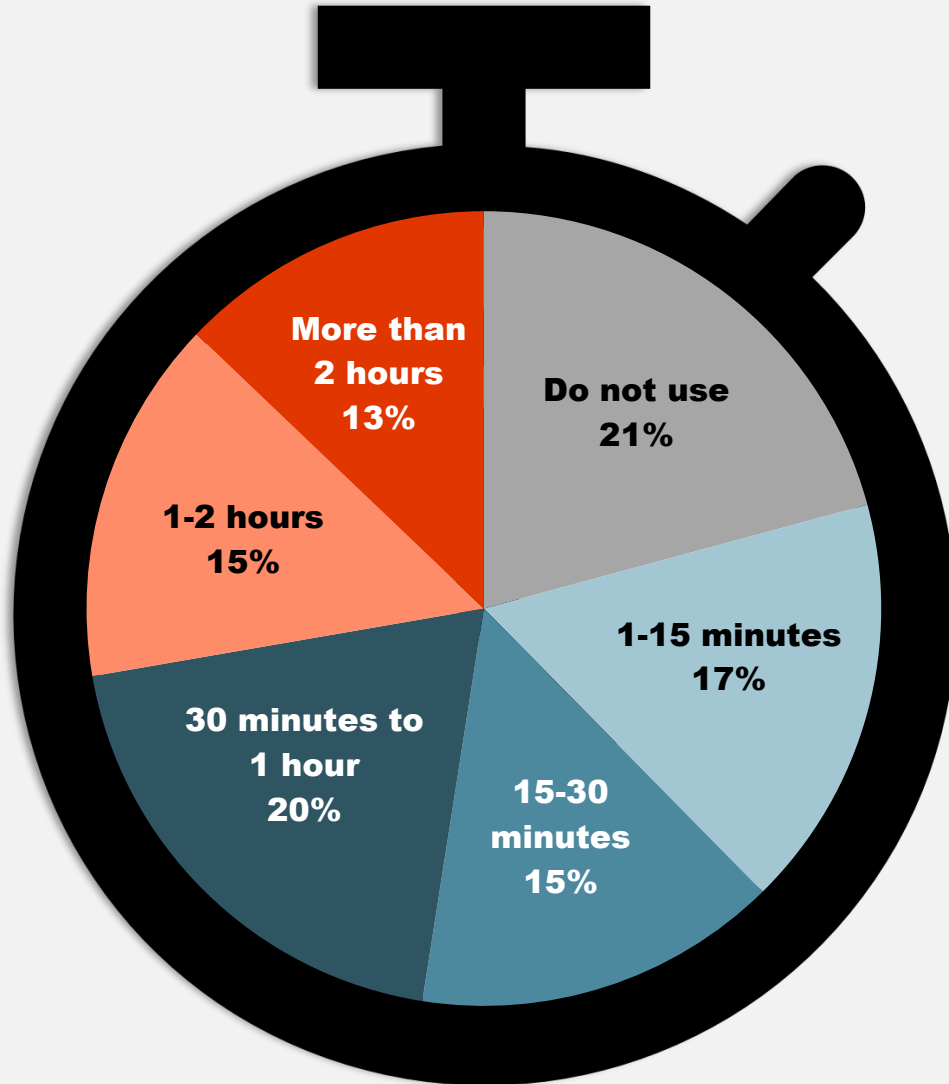 More than
2 hours
13%
Do not use
21%
1-2 hours
15%
1-15 minutes
17%
30 minutes to
1 hour
20%
15-30
minutes
15%